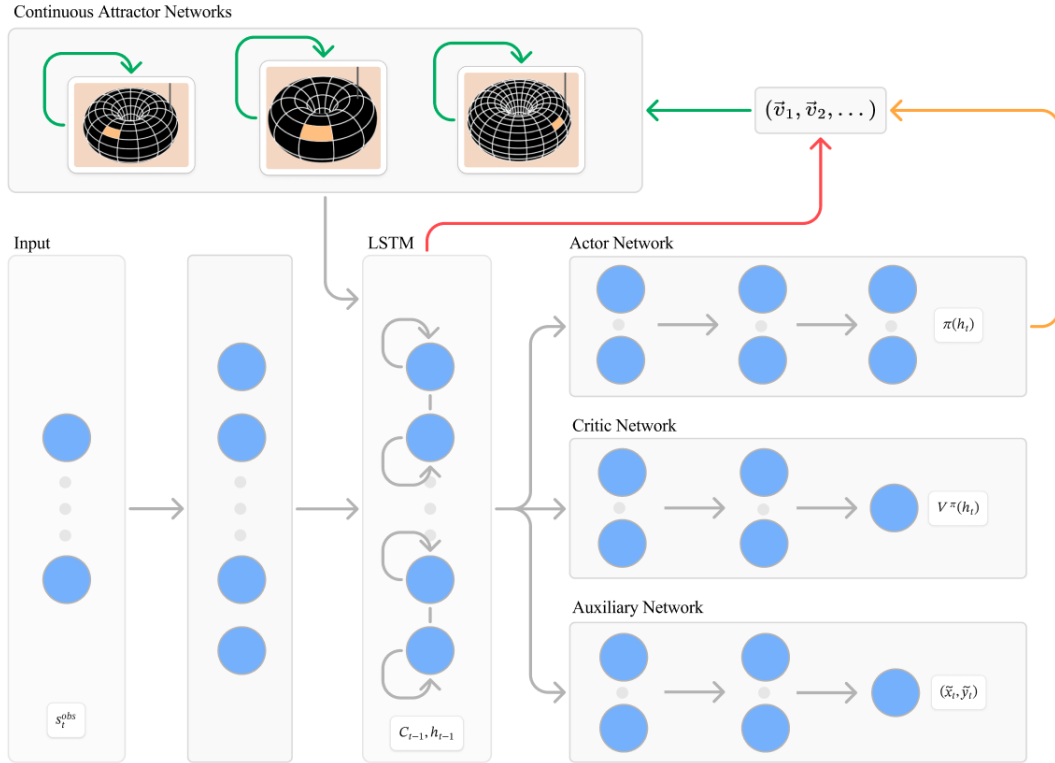 Continuous Attractor Networks
(v⃗₁, v⃗₂, . . . )
Input
LSTM
Actor Network
π(hₜ)
Critic Network
V^π(hₜ)
Auxiliary Network
(x̃ₜ, ỹₜ)
sₜ^obs
Cₜ₋₁, hₜ₋₁